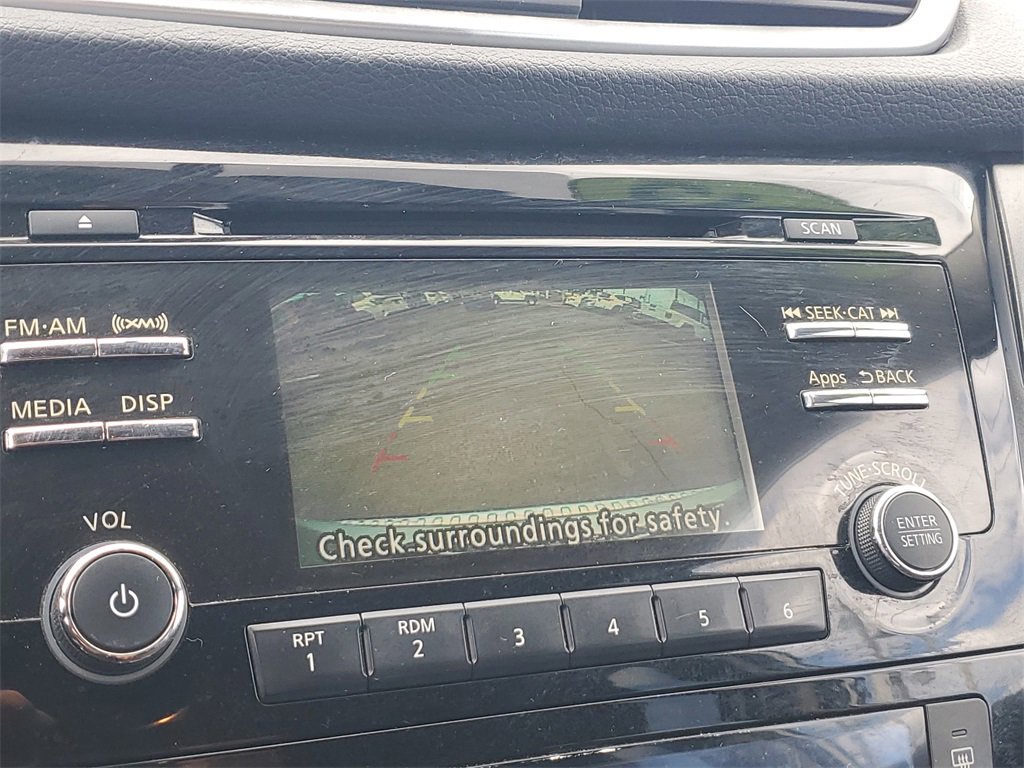 SCAN
FM·AM
((XM))
SEEK·CAT
MEDIA
DISP
Apps
BACK
TUNE·SCROLL
VOL
ENTER
SETTING
Check surroundings for safety.
RPT
1
RDM
2
3
4
5
6